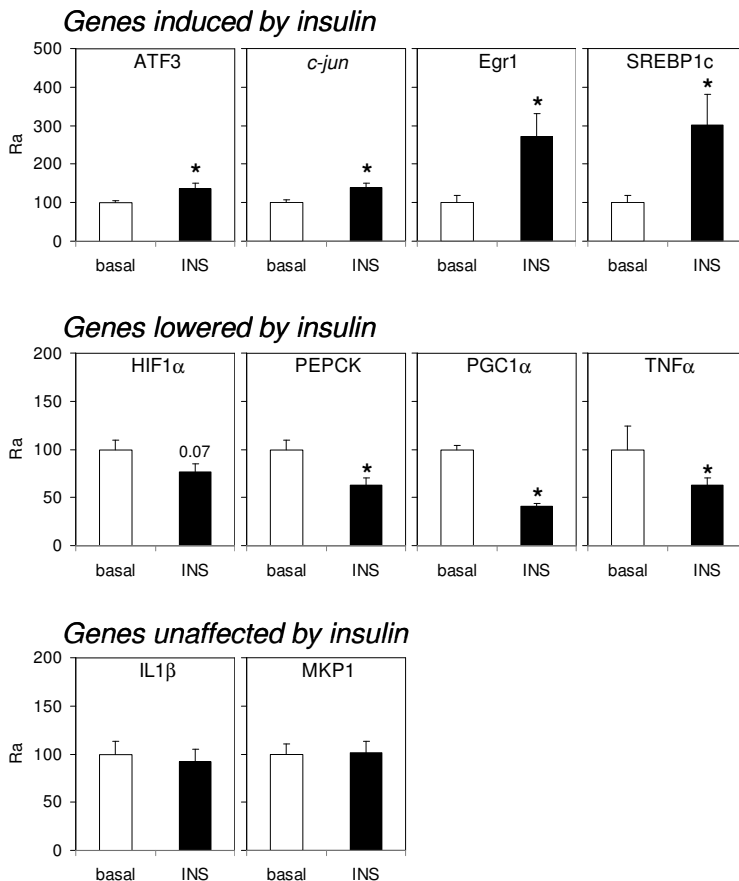 Genes induced by insulin
ATF3 c-jun Egr1 SREBP1c
500
400
300
200
100
0
Ra
* * * *
basal INS basal INS basal INS basal INS
Genes lowered by insulin
HIF1α PEPCK PGC1α TNFα
200
150
100
50
0
Ra
0.07 * * *
basal INS basal INS basal INS basal INS
Genes unaffected by insulin
IL1β MKP1
200
150
100
50
0
Ra
basal INS basal INS